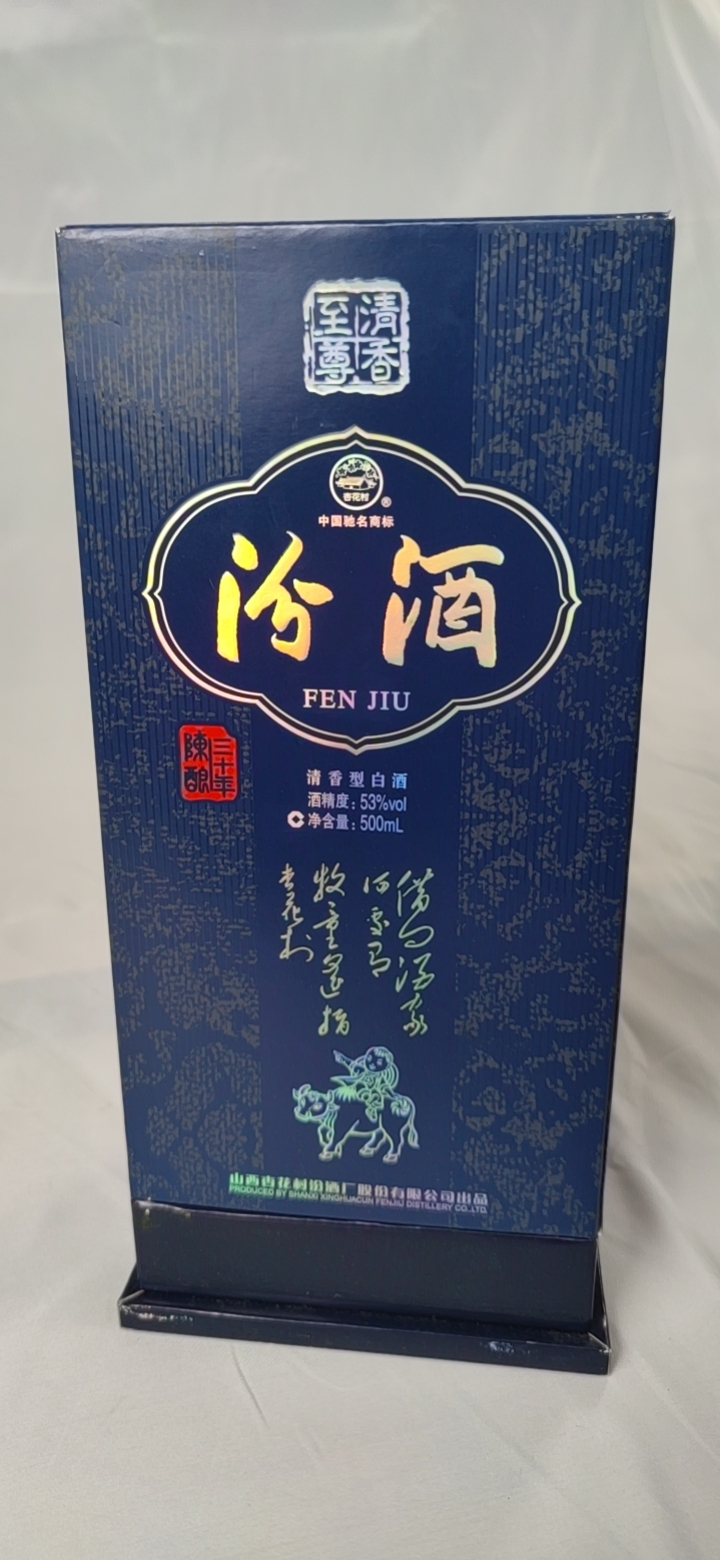 清香
至尊
杏花村
®
中国驰名商标
汾酒
FEN JIU
三十年
陳釀
清香型白酒
酒精度：53%vol
净含量：500mL
借问酒家
何处有
牧童遥指
杏花村
山西杏花村汾酒厂股份有限公司出品
PRODUCED BY SHANXI XINGHUACUN FENJIU DISTILLERY CO.,LTD.